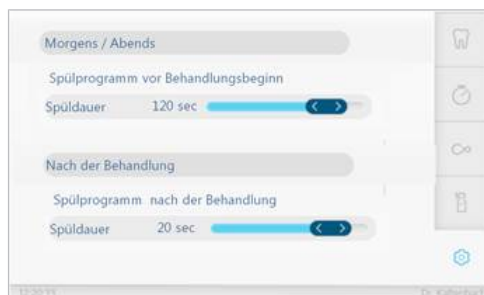 Morgens / Abends
Spülprogramm vor Behandlungsbeginn
Spüldauer 120 sec
Nach der Behandlung
Spülprogramm nach der Behandlung
Spüldauer 20 sec